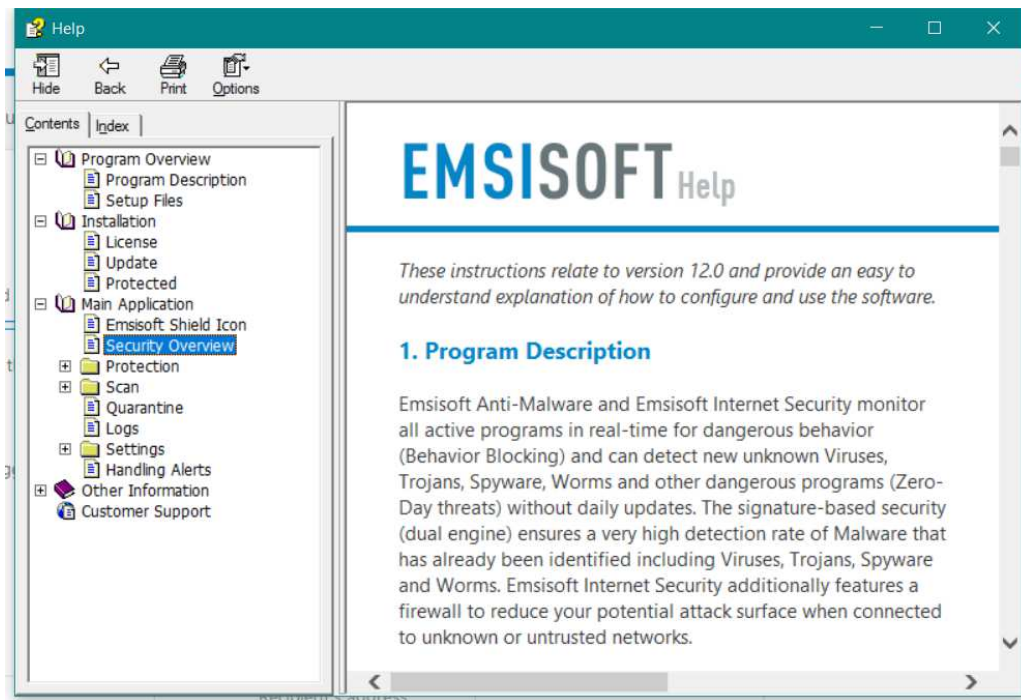 Help
Hide Back Print Options
Contents Index
Program Overview
Program Description
Setup Files
Installation
License
Update
Protected
Main Application
Emsisoft Shield Icon
Security Overview
Protection
Scan
Quarantine
Logs
Settings
Handling Alerts
Other Information
Customer Support
EMSISOFT Help
These instructions relate to version 12.0 and provide an easy to
understand explanation of how to configure and use the software.
1. Program Description
Emsisoft Anti-Malware and Emsisoft Internet Security monitor
all active programs in real-time for dangerous behavior
(Behavior Blocking) and can detect new unknown Viruses,
Trojans, Spyware, Worms and other dangerous programs (Zero-
Day threats) without daily updates. The signature-based security
(dual engine) ensures a very high detection rate of Malware that
has already been identified including Viruses, Trojans, Spyware
and Worms. Emsisoft Internet Security additionally features a
firewall to reduce your potential attack surface when connected
to unknown or untrusted networks.